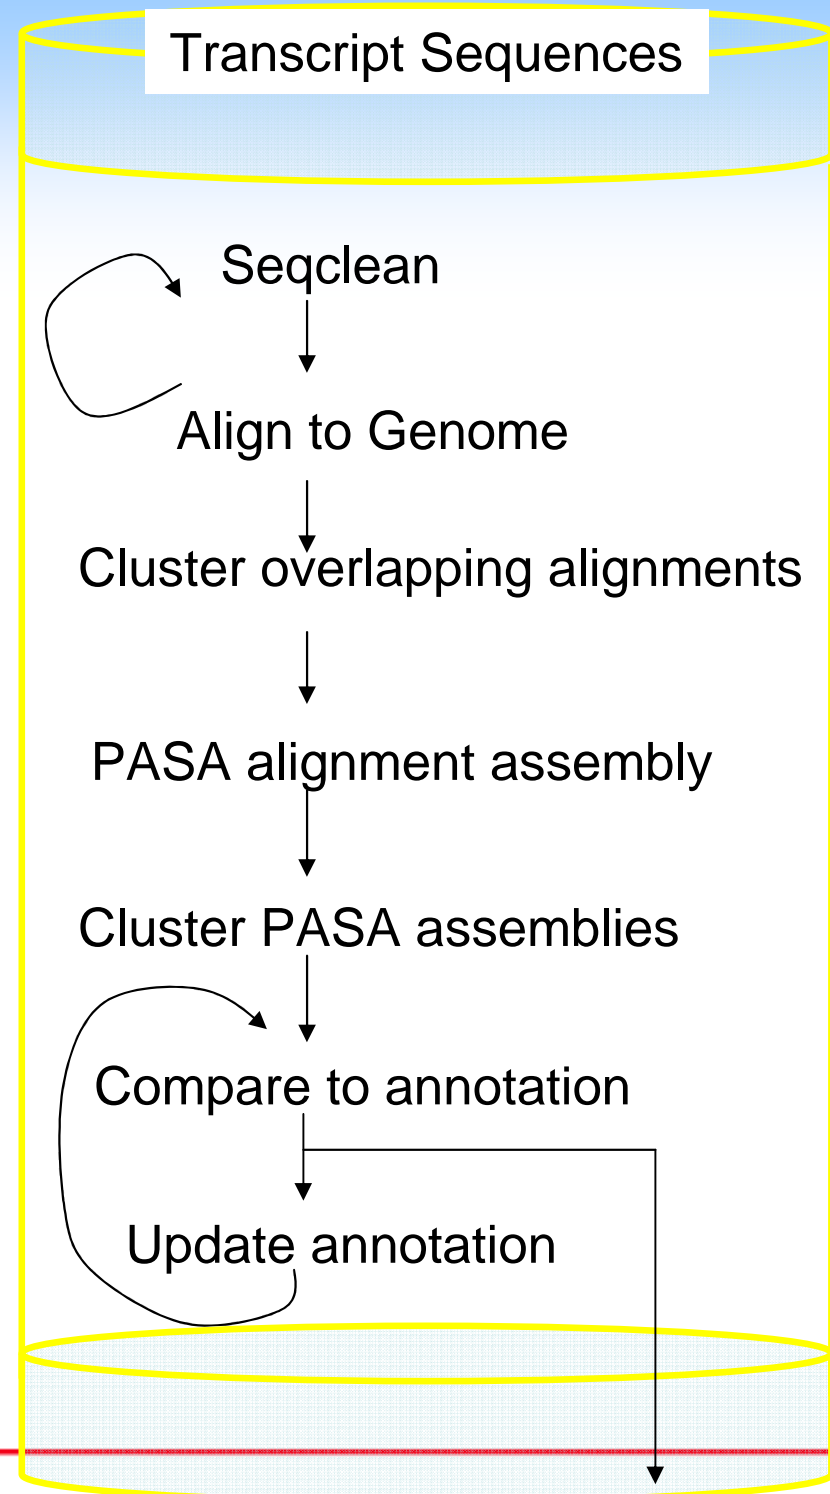 Transcript Sequences
Seqclean
Align to Genome
Cluster overlapping alignments
PASA alignment assembly
Cluster PASA assemblies
Compare to annotation
Update annotation